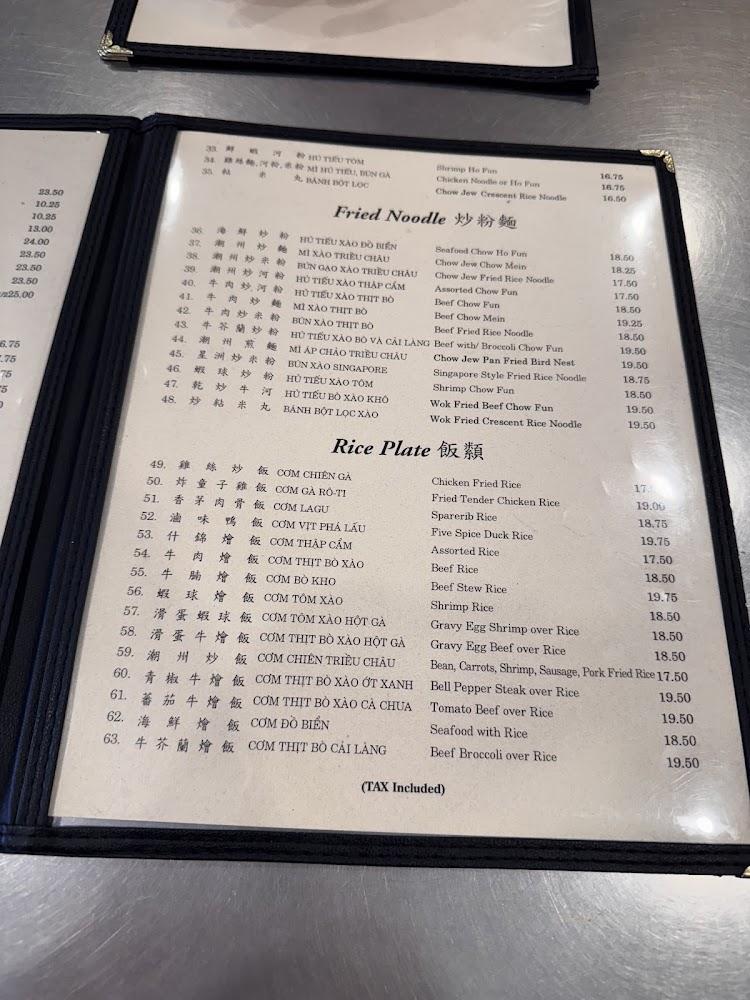 23.50
10.25
10.25
13.00
24.00
23.50
23.50
23.50
33. 鮮蝦河粉 HỦ TIẾU TÔM Shrimp Ho Fun 16.75
34. 雞絲麵,河粉,米粉 MÌ HỦ TIẾU, BÚN GÀ Chicken Noodle or Ho Fun 16.75
35. 粘米丸 BÁNH BỘT LỌC Chow Jew Crescent Rice Noodle 16.50
Fried Noodle 炒粉麵
36. 海鮮炒粉 HỦ TIẾU XÀO ĐỒ BIỂN Seafood Chow Ho Fun 18.50
37. 潮州炒麵 MÌ XÀO TRIỀU CHÂU Chow Jew Chow Mein 18.25
38. 潮州炒米粉 BÚN GẠO XÀO TRIỀU CHÂU Chow Jew Fried Rice Noodle 17.50
39. 潮州炒河粉 HỦ TIẾU XÀO THẬP CẨM Assorted Chow Fun 17.50
40. 牛肉炒河粉 HỦ TIẾU XÀO THỊT BÒ Beef Chow Fun 18.50
41. 牛肉炒麵 MÌ XÀO THỊT BÒ Beef Chow Mein 19.25
42. 牛肉炒米粉 BÚN XÀO THỊT BÒ Beef Fried Rice Noodle 18.50
43. 牛芥蘭炒粉 HỦ TIẾU XÀO BÒ VÀ CẢI LÀNG Beef with/ Broccoli Chow Fun 19.50
44. 潮州煎麵 MÌ ÁP CHẢO TRIỀU CHÂU Chow Jew Pan Fried Bird Nest 19.50
45. 星洲炒米粉 BÚN XÀO SINGAPORE Singapore Style Fried Rice Noodle 18.75
46. 蝦球炒粉 HỦ TIẾU XÀO TÔM Shrimp Chow Fun 18.50
47. 乾炒牛河 HỦ TIẾU BÒ XÀO KHÔ Wok Fried Beef Chow Fun 19.50
48. 炒粘米丸 BÁNH BỘT LỌC XÀO Wok Fried Crescent Rice Noodle 19.50
Rice Plate 飯類
49. 雞絲炒飯 CƠM CHIÊN GÀ Chicken Fried Rice
50. 炸童子雞飯 CƠM GÀ RÔ-TI Fried Tender Chicken Rice 19.00
51. 香茅肉骨飯 CƠM LAGU Sparerib Rice 18.75
52. 滷味鴨飯 CƠM VỊT PHÁ LẤU Five Spice Duck Rice 19.75
53. 什錦燴飯 CƠM THẬP CẨM Assorted Rice 17.50
54. 牛肉燴飯 CƠM THỊT BÒ XÀO Beef Rice 18.50
55. 牛腩燴飯 CƠM BÒ KHO Beef Stew Rice 19.75
56. 蝦球燴飯 CƠM TÔM XÀO Shrimp Rice 18.50
57. 滑蛋蝦球飯 CƠM TÔM XÀO HỘT GÀ Gravy Egg Shrimp over Rice 18.50
58. 滑蛋牛燴飯 CƠM THỊT BÒ XÀO HỘT GÀ Gravy Egg Beef over Rice 18.50
59. 潮州炒飯 CƠM CHIÊN TRIỀU CHÂU Bean, Carrots, Shrimp, Sausage, Pork Fried Rice 17.50
60. 青椒牛燴飯 CƠM THỊT BÒ XÀO ỚT XANH Bell Pepper Steak over Rice 19.50
61. 蕃茄牛燴飯 CƠM THỊT BÒ XÀO CÀ CHUA Tomato Beef over Rice 19.50
62. 海鮮燴飯 CƠM ĐỒ BIỂN Seafood with Rice 18.50
63. 牛芥蘭燴飯 CƠM THỊT BÒ CẢI LÀNG Beef Broccoli over Rice 19.50
(TAX Included)